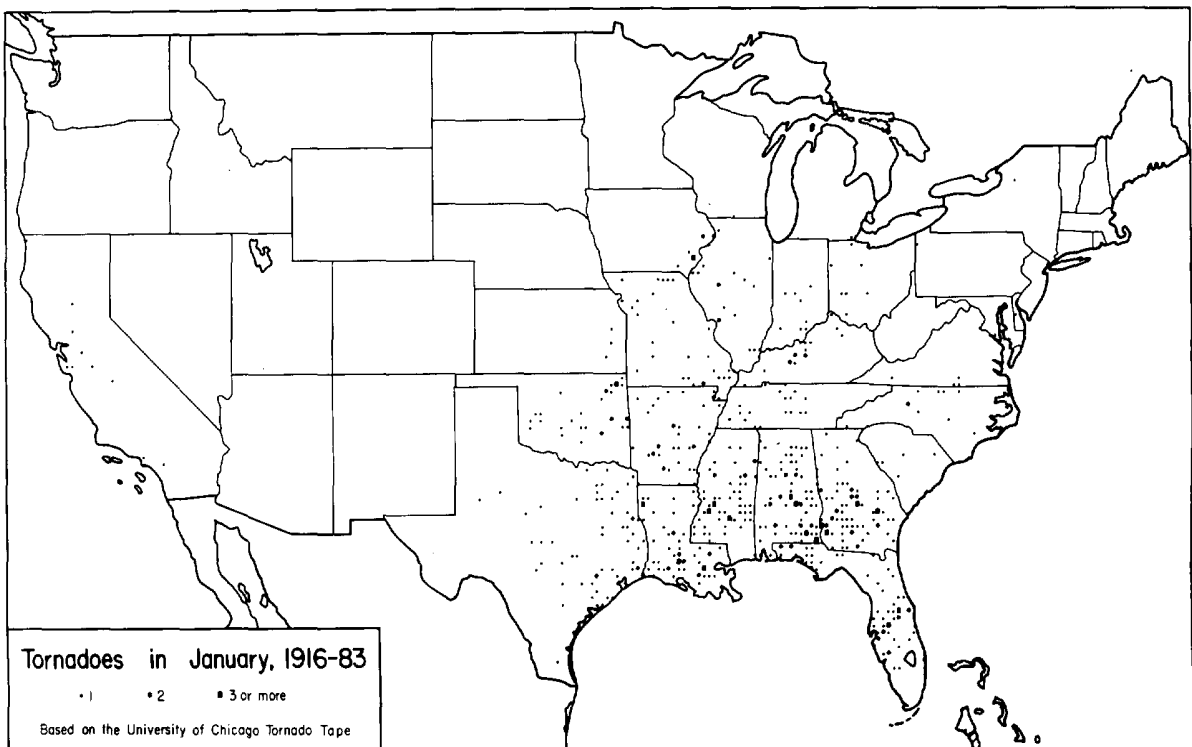 Tornadoes in January, 1916-83
• 1 • 2 ▪ 3 or more
Based on the University of Chicago Tornado Tape